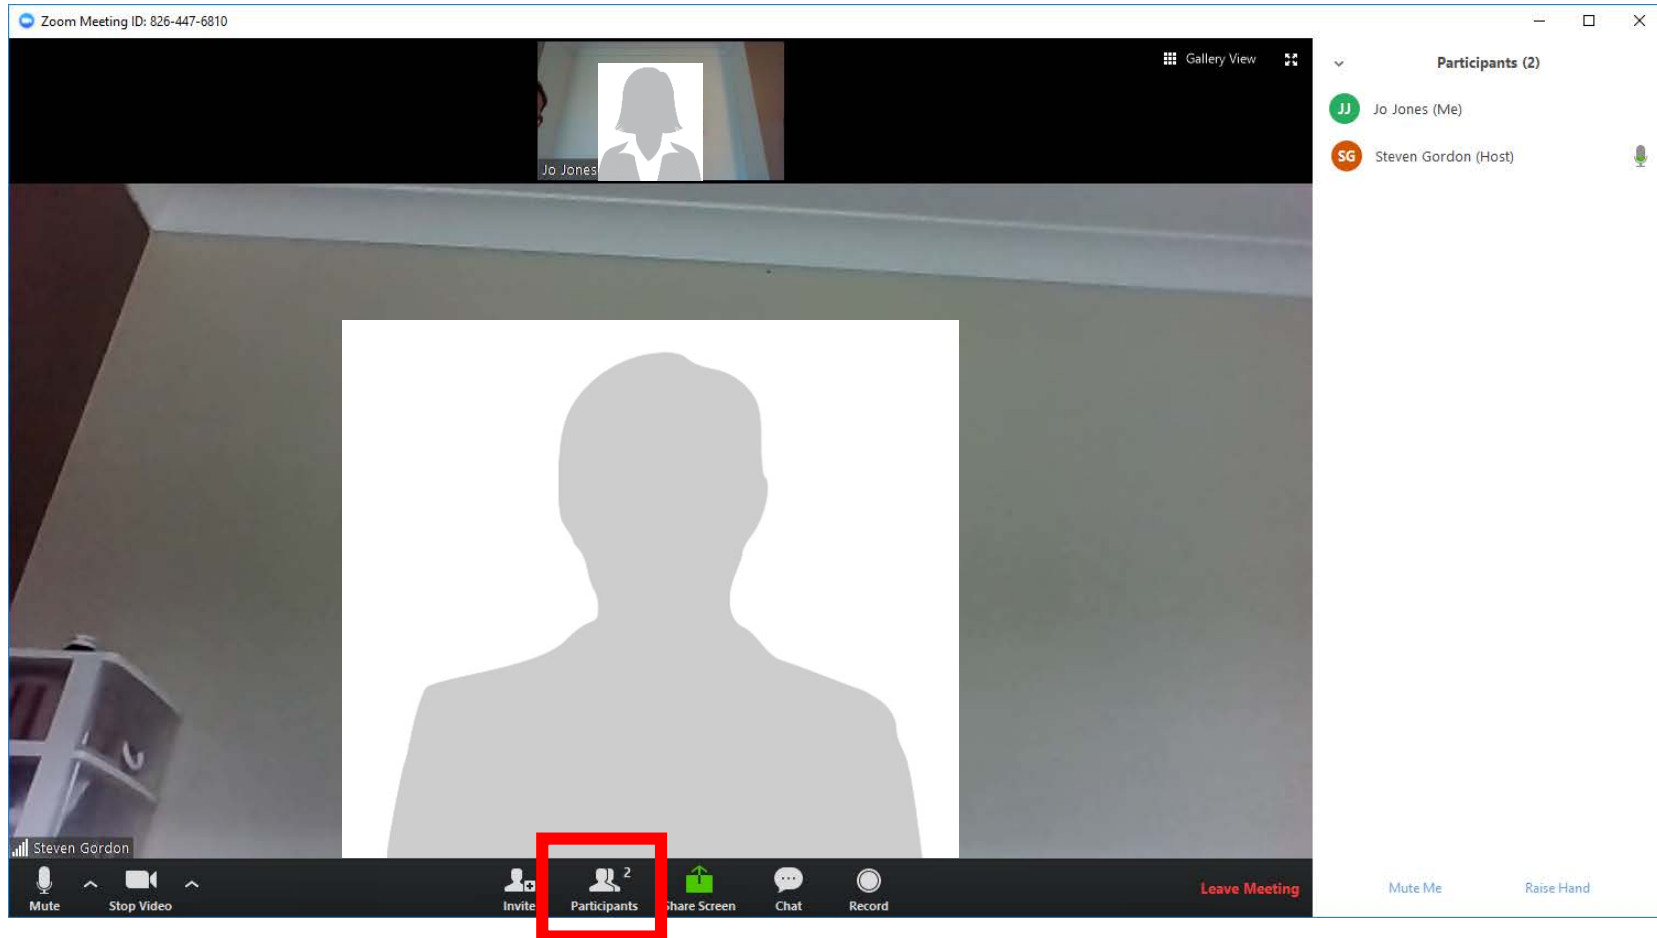 Zoom Meeting ID: 826-447-6810
Gallery View
Participants (2)
Jo Jones
JJ Jo Jones (Me)
SG Steven Gordon (Host)
Steven Gordon
2
Mute Stop Video Invite Participants Share Screen Chat Record Leave Meeting Mute Me Raise Hand